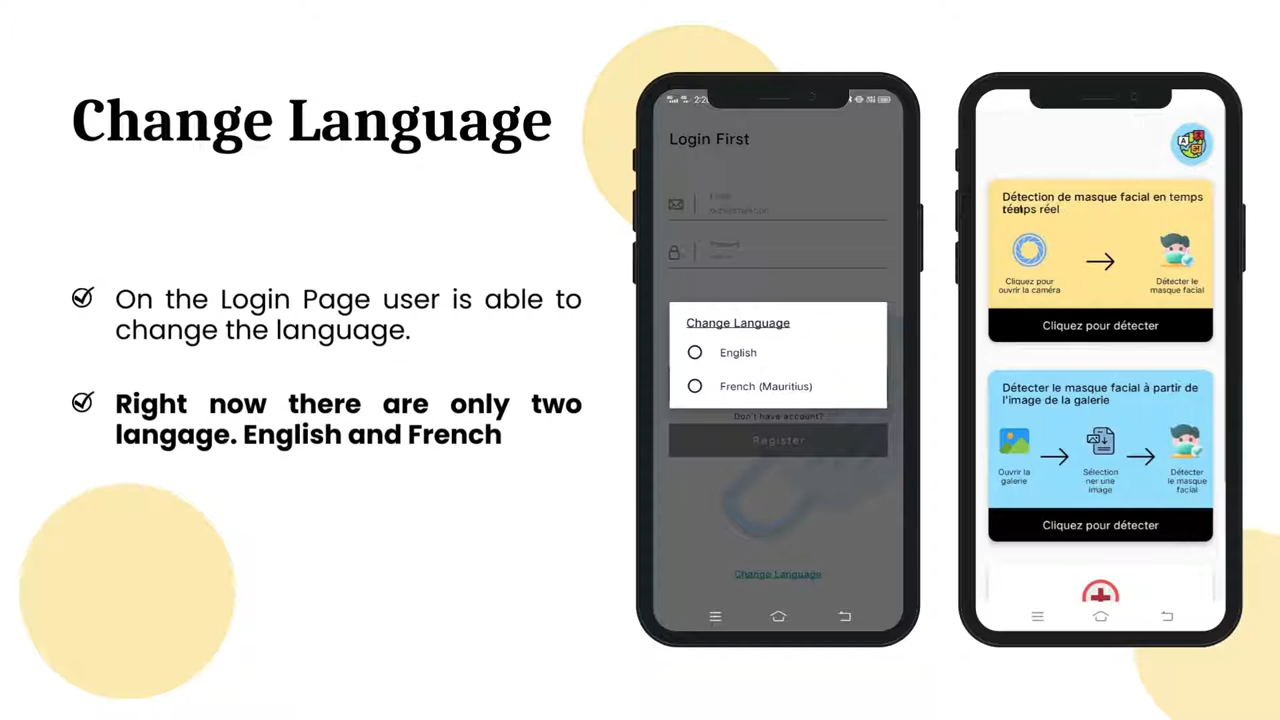 Change Language
On the Login Page user is able to
change the language.
Right now there are only two
langage. English and French
Login First
Change Language
English
French (Mauritius)
Don't have account?
Register
Change Language
Détection de masque facial en temps
temps réel
Cliquez pour
ouvrir la caméra
Détecter le
masque facial
Cliquez pour détecter
Détecter le masque facial à partir de
l'image de la galerie
Ouvrir la
galerie
Sélection
ner une
image
Détecter
le masque
facial
Cliquez pour détecter